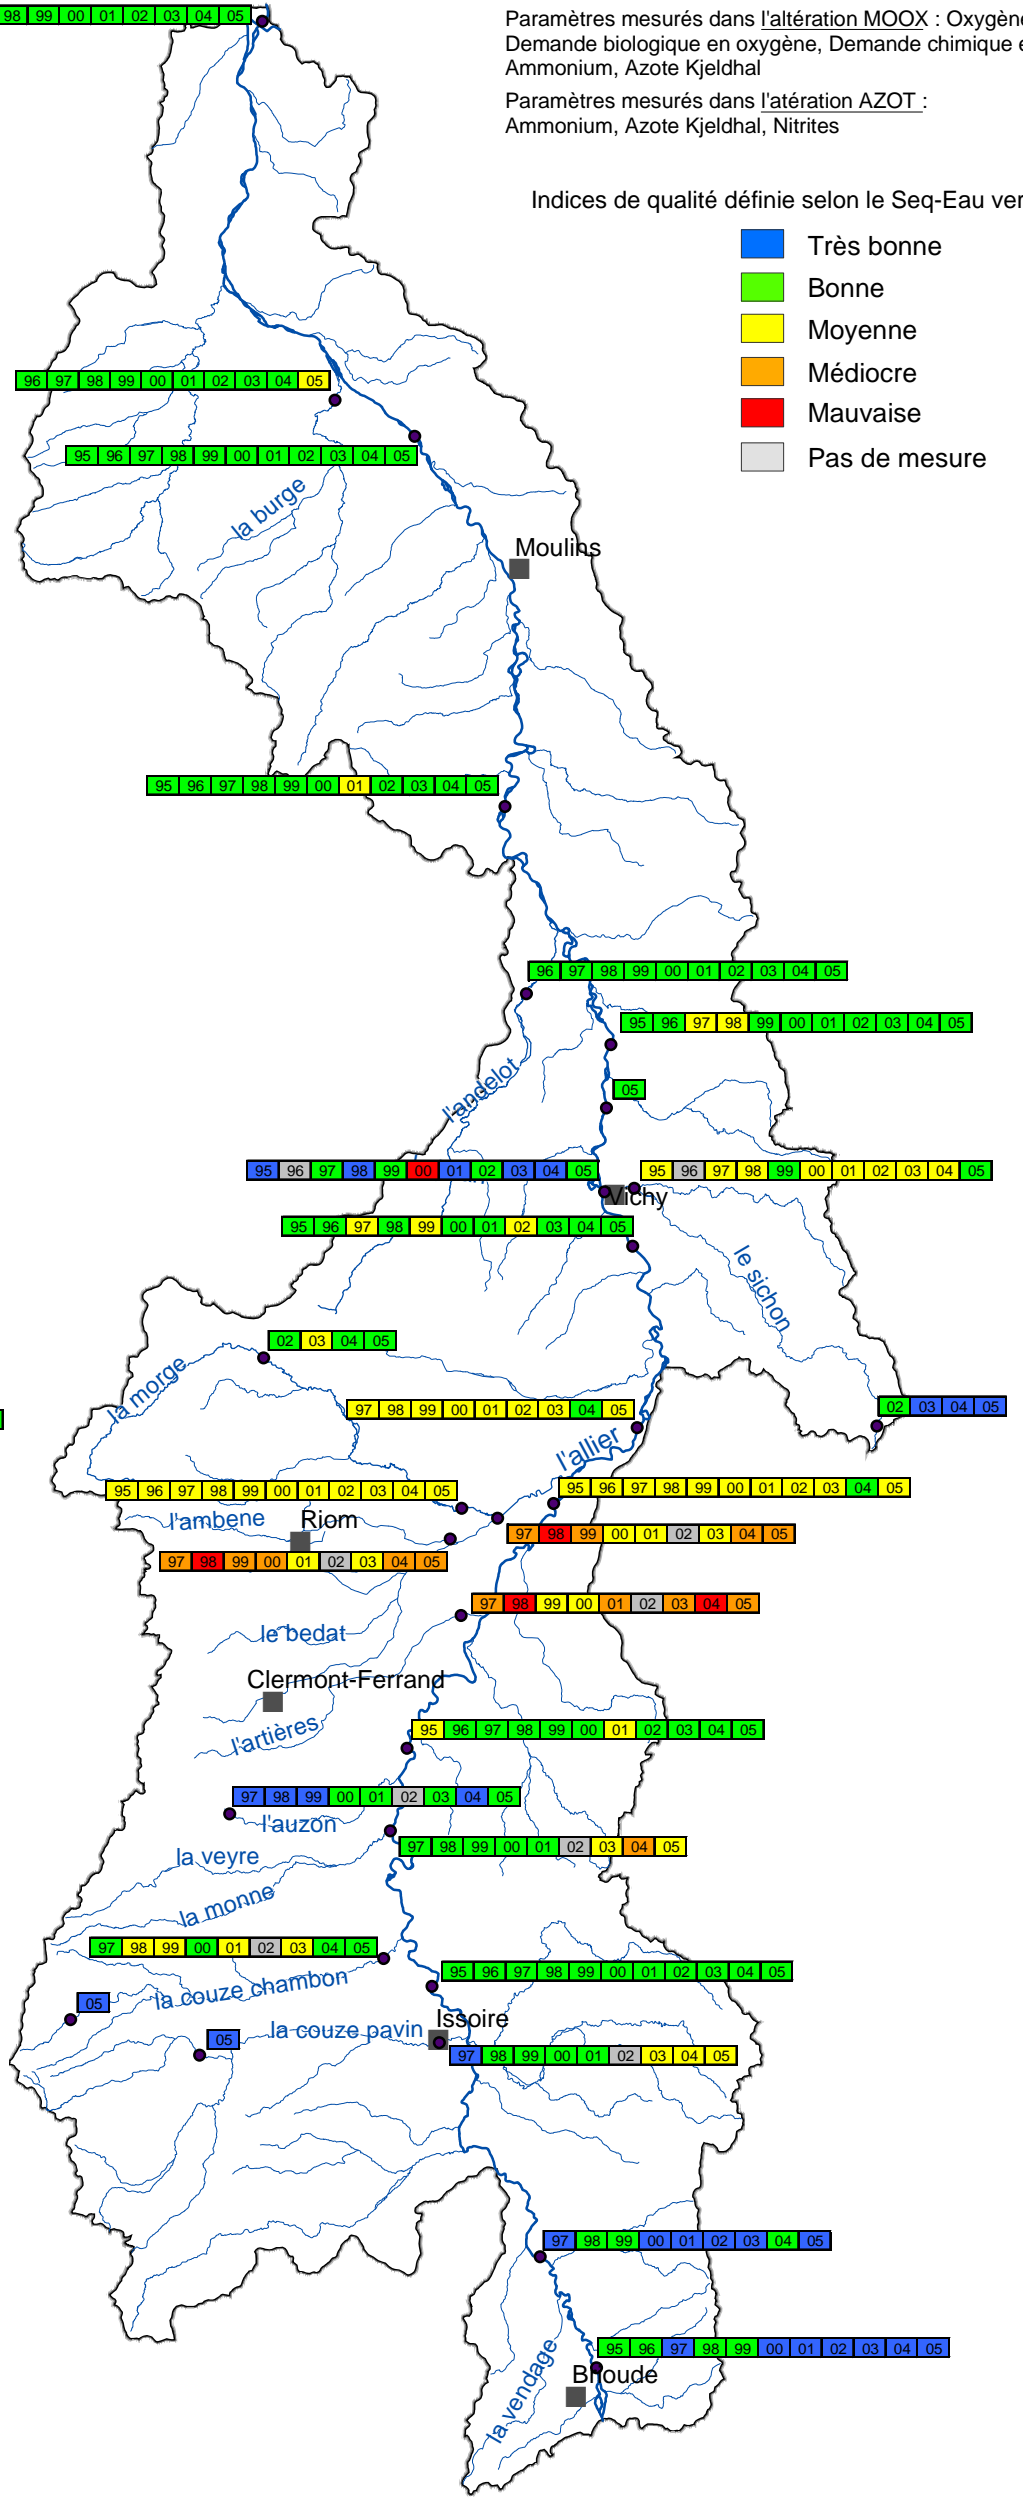 98 99 00 01 02 03 04 05
Paramètres mesurés dans l'altération MOOX : Oxygène
Demande biologique en oxygène, Demande chimique e
Ammonium, Azote Kjeldhal
Paramètres mesurés dans l'atération AZOT :
Ammonium, Azote Kjeldhal, Nitrites
Indices de qualité définie selon le Seq-Eau ver
Très bonne
Bonne
Moyenne
Médiocre
Mauvaise
Pas de mesure
96 97 98 99 00 01 02 03 04 05
95 96 97 98 99 00 01 02 03 04 05
la burge
Moulins
95 96 97 98 99 00 01 02 03 04 05
96 97 98 99 00 01 02 03 04 05
95 96 97 98 99 00 01 02 03 04 05
l'andelot
05
95 96 97 98 99 00 01 02 03 04 05
95 96 97 98 99 00 01 02 03 04 05
Vichy
95 96 97 98 99 00 01 02 03 04 05
le sichon
02 03 04 05
la morge
97 98 99 00 01 02 03 04 05
02 03 04 05
l'allier
95 96 97 98 99 00 01 02 03 04 05
95 96 97 98 99 00 01 02 03 04 05
l'ambene
Riom
97 98 99 00 01 02 03 04 05
97 98 99 00 01 02 03 04 05
97 98 99 00 01 02 03 04 05
le bedat
Clermont-Ferrand
l'artières
95 96 97 98 99 00 01 02 03 04 05
97 98 99 00 01 02 03 04 05
l'auzon
97 98 99 00 01 02 03 04 05
la veyre
la monne
97 98 99 00 01 02 03 04 05
95 96 97 98 99 00 01 02 03 04 05
la couze chambon
05
Issoire
la couze pavin
05
97 98 99 00 01 02 03 04 05
97 98 99 00 01 02 03 04 05
95 96 97 98 99 00 01 02 03 04 05
la vendage